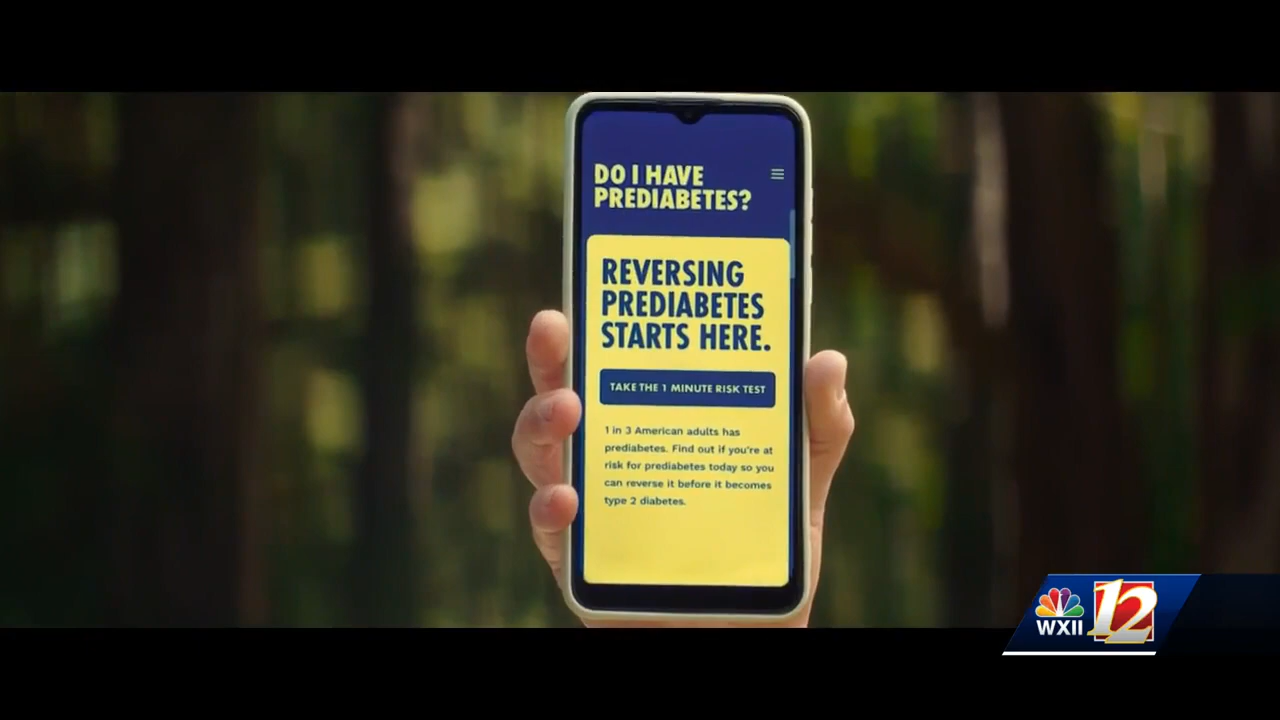 DO I HAVE
PREDIABETES?
REVERSING
PREDIABETES
STARTS HERE.
TAKE THE 1 MINUTE RISK TEST
1 in 3 American adults has
prediabetes. Find out if you're at
risk for prediabetes today so you
can reverse it before it becomes
type 2 diabetes.
WXII 12